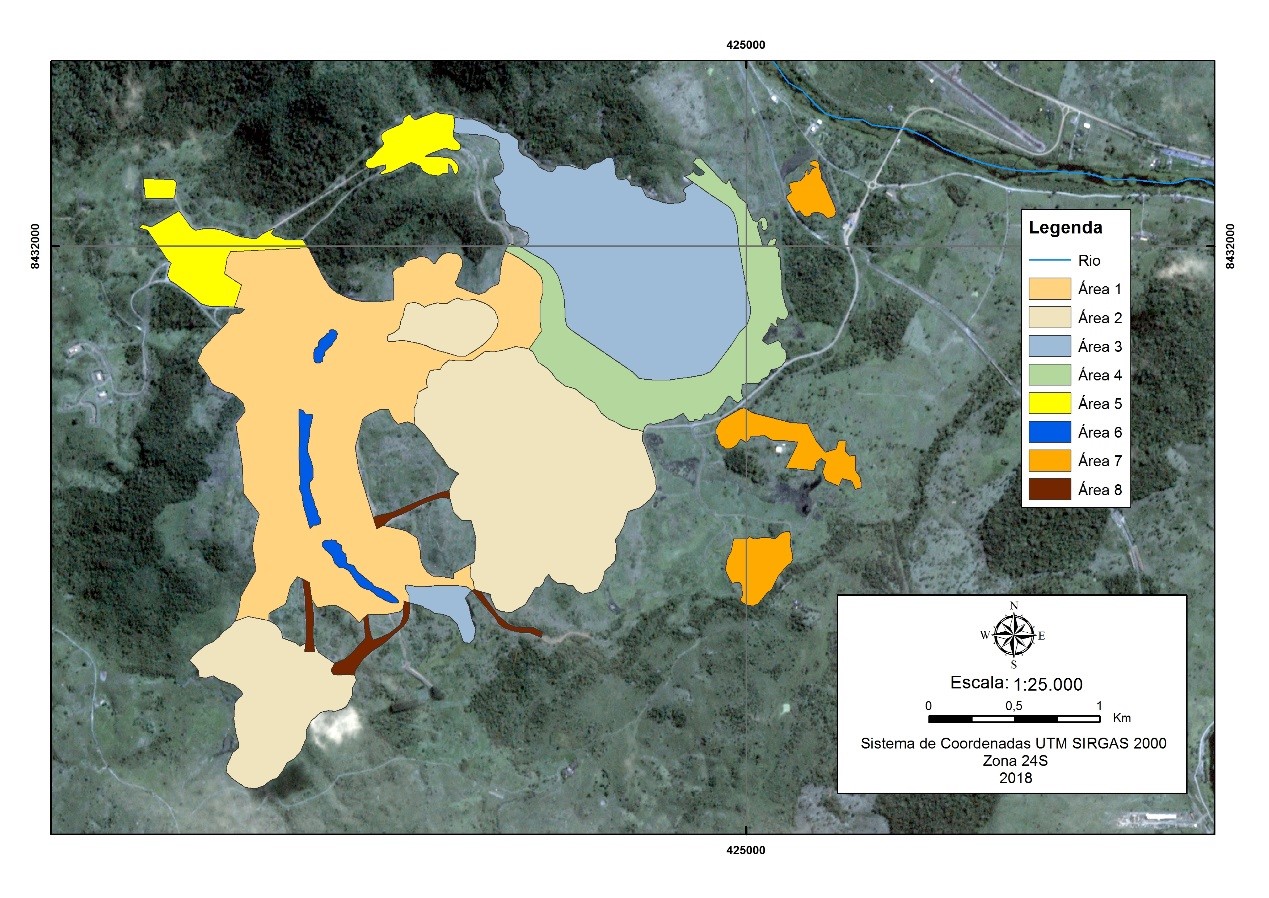 425000
8432000
8432000
Legenda
Rio
Área 1
Área 2
Área 3
Área 4
Área 5
Área 6
Área 7
Área 8
N
W E
S
Escala: 1:25.000
0 0,5 1
Km
Sistema de Coordenadas UTM SIRGAS 2000
Zona 24S
2018
425000